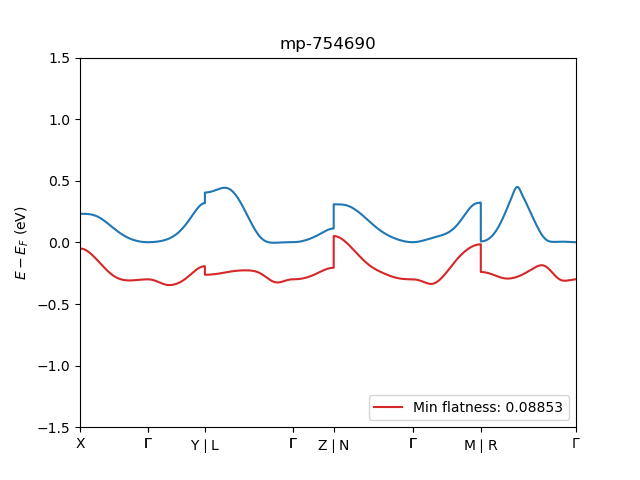 mp-754690
E − E_F (eV)
1.5
1.0
0.5
0.0
−0.5
−1.0
−1.5
Min flatness: 0.08853
X Γ Y | L Γ Z | N Γ M | R Γ